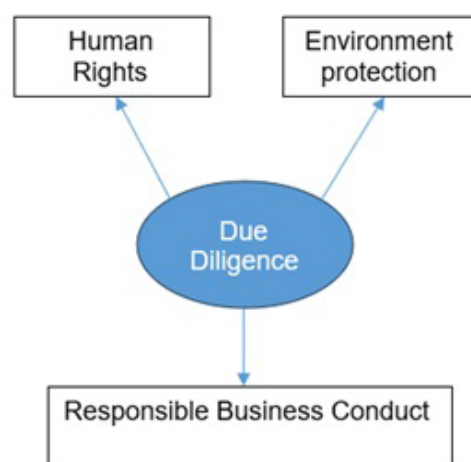 Human
Rights
Environment
protection
Due
Diligence
Responsible Business Conduct